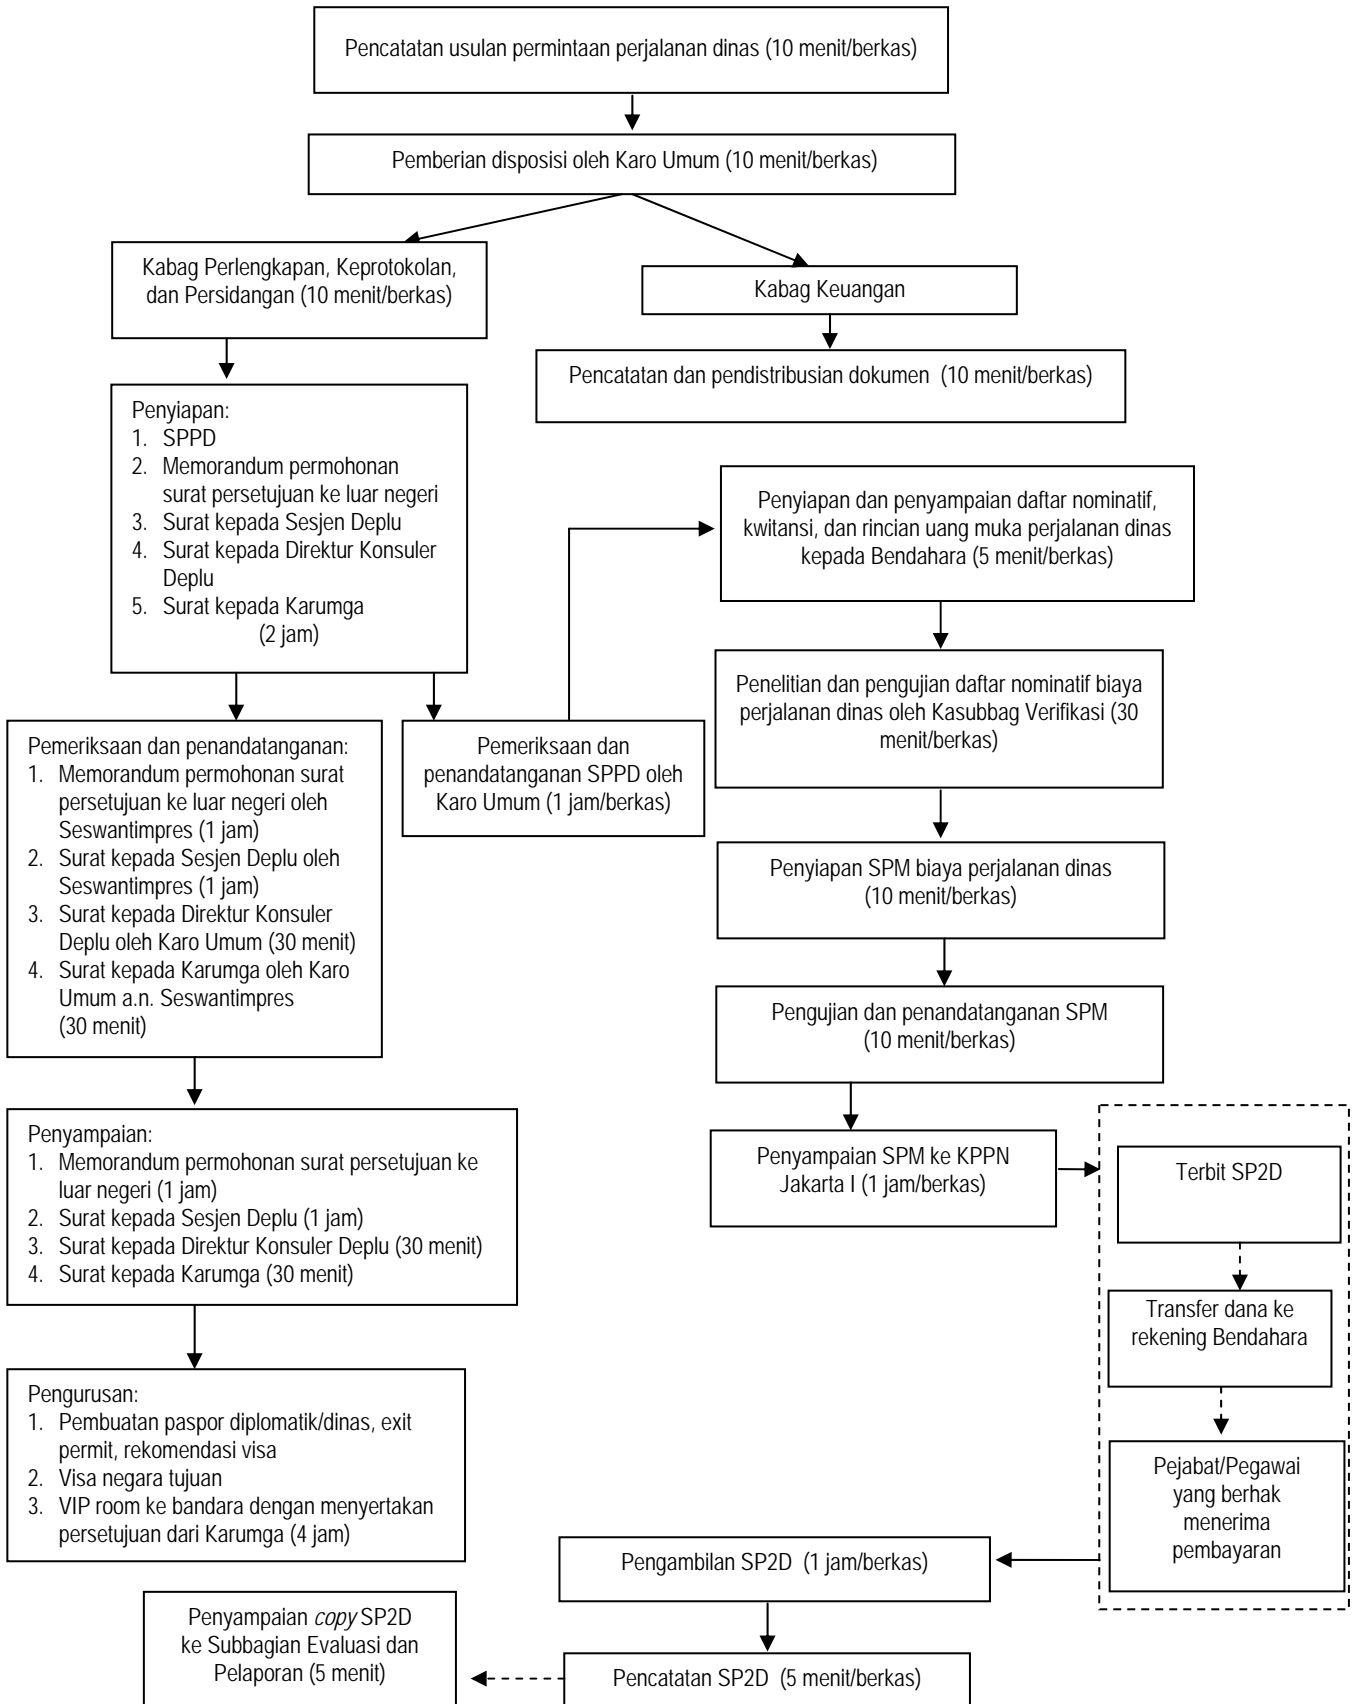 Pencatatan usulan permintaan perjalanan dinas (10 menit/berkas)
Pemberian disposisi oleh Karo Umum (10 menit/berkas)
Kabag Perlengkapan, Keprotokolan,
dan Persidangan (10 menit/berkas)
Kabag Keuangan
Pencatatan dan pendistribusian dokumen (10 menit/berkas)
Penyiapan:
1. SPPD
2. Memorandum permohonan
surat persetujuan ke luar negeri
3. Surat kepada Sesjen Deplu
4. Surat kepada Direktur Konsuler
Deplu
5. Surat kepada Karumga
(2 jam)
Penyiapan dan penyampaian daftar nominatif,
kwitansi, dan rincian uang muka perjalanan dinas
kepada Bendahara (5 menit/berkas)
Penelitian dan pengujian daftar nominatif biaya
perjalanan dinas oleh Kasubbag Verifikasi (30
menit/berkas)
Pemeriksaan dan penandatanganan:
1. Memorandum permohonan surat
persetujuan ke luar negeri oleh
Seswantimpres (1 jam)
2. Surat kepada Sesjen Deplu oleh
Seswantimpres (1 jam)
3. Surat kepada Direktur Konsuler
Deplu oleh Karo Umum (30 menit)
4. Surat kepada Karumga oleh Karo
Umum a.n. Seswantimpres
(30 menit)
Pemeriksaan dan
penandatanganan SPPD oleh
Karo Umum (1 jam/berkas)
Penyiapan SPM biaya perjalanan dinas
(10 menit/berkas)
Pengujian dan penandatanganan SPM
(10 menit/berkas)
Penyampaian:
1. Memorandum permohonan surat persetujuan ke
luar negeri (1 jam)
2. Surat kepada Sesjen Deplu (1 jam)
3. Surat kepada Direktur Konsuler Deplu (30 menit)
4. Surat kepada Karumga (30 menit)
Penyampaian SPM ke KPPN
Jakarta I (1 jam/berkas)
Terbit SP2D
Transfer dana ke
rekening Bendahara
Pengurusan:
1. Pembuatan paspor diplomatik/dinas, exit
permit, rekomendasi visa
2. Visa negara tujuan
3. VIP room ke bandara dengan menyertakan
persetujuan dari Karumga (4 jam)
Pejabat/Pegawai
yang berhak
menerima
pembayaran
Pengambilan SP2D (1 jam/berkas)
Penyampaian copy SP2D
ke Subbagian Evaluasi dan
Pelaporan (5 menit)
Pencatatan SP2D (5 menit/berkas)